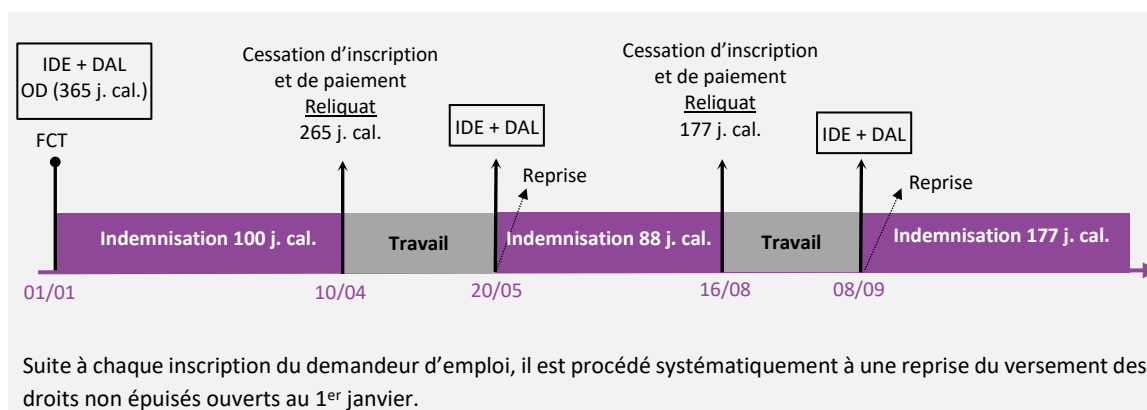 IDE + DAL
OD (365 j. cal.)
FCT
Cessation d’inscription
et de paiement
Reliquat
265 j. cal.
IDE + DAL
Reprise
Cessation d’inscription
et de paiement
Reliquat
177 j. cal.
IDE + DAL
Reprise
Indemnisation 100 j. cal.
Travail
Indemnisation 88 j. cal.
Travail
Indemnisation 177 j. cal.
01/01
10/04
20/05
16/08
08/09
Suite à chaque inscription du demandeur d’emploi, il est procédé systématiquement à une reprise du versement des
droits non épuisés ouverts au 1er janvier.